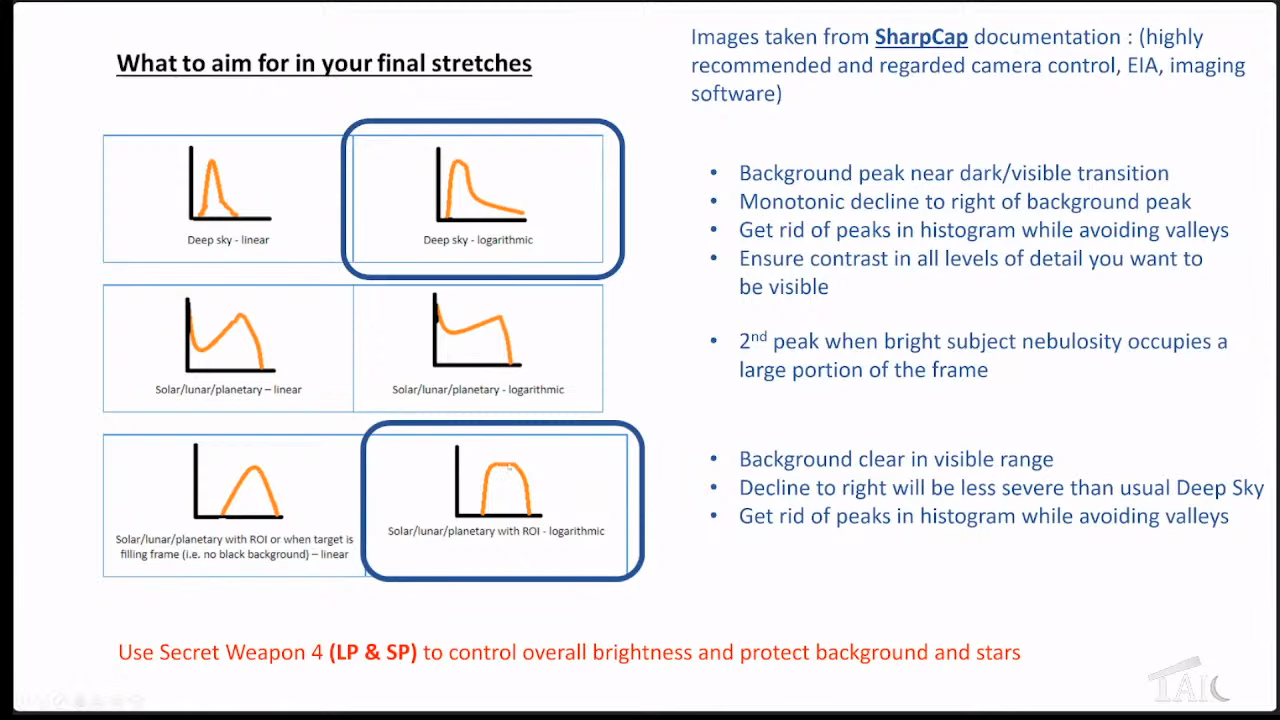 What to aim for in your final stretches
Images taken from SharpCap documentation : (highly
recommended and regarded camera control, EIA, imaging
software)
Deep sky - linear
Deep sky - logarithmic
• Background peak near dark/visible transition
• Monotonic decline to right of background peak
• Get rid of peaks in histogram while avoiding valleys
• Ensure contrast in all levels of detail you want to
be visible
Solar/lunar/planetary – linear
Solar/lunar/planetary - logarithmic
• 2nd peak when bright subject nebulosity occupies a
large portion of the frame
Solar/lunar/planetary with ROI or when target is
filling frame (i.e. no black background) – linear
Solar/lunar/planetary with ROI - logarithmic
• Background clear in visible range
• Decline to right will be less severe than usual Deep Sky
• Get rid of peaks in histogram while avoiding valleys
Use Secret Weapon 4 (LP & SP) to control overall brightness and protect background and stars
TAIC